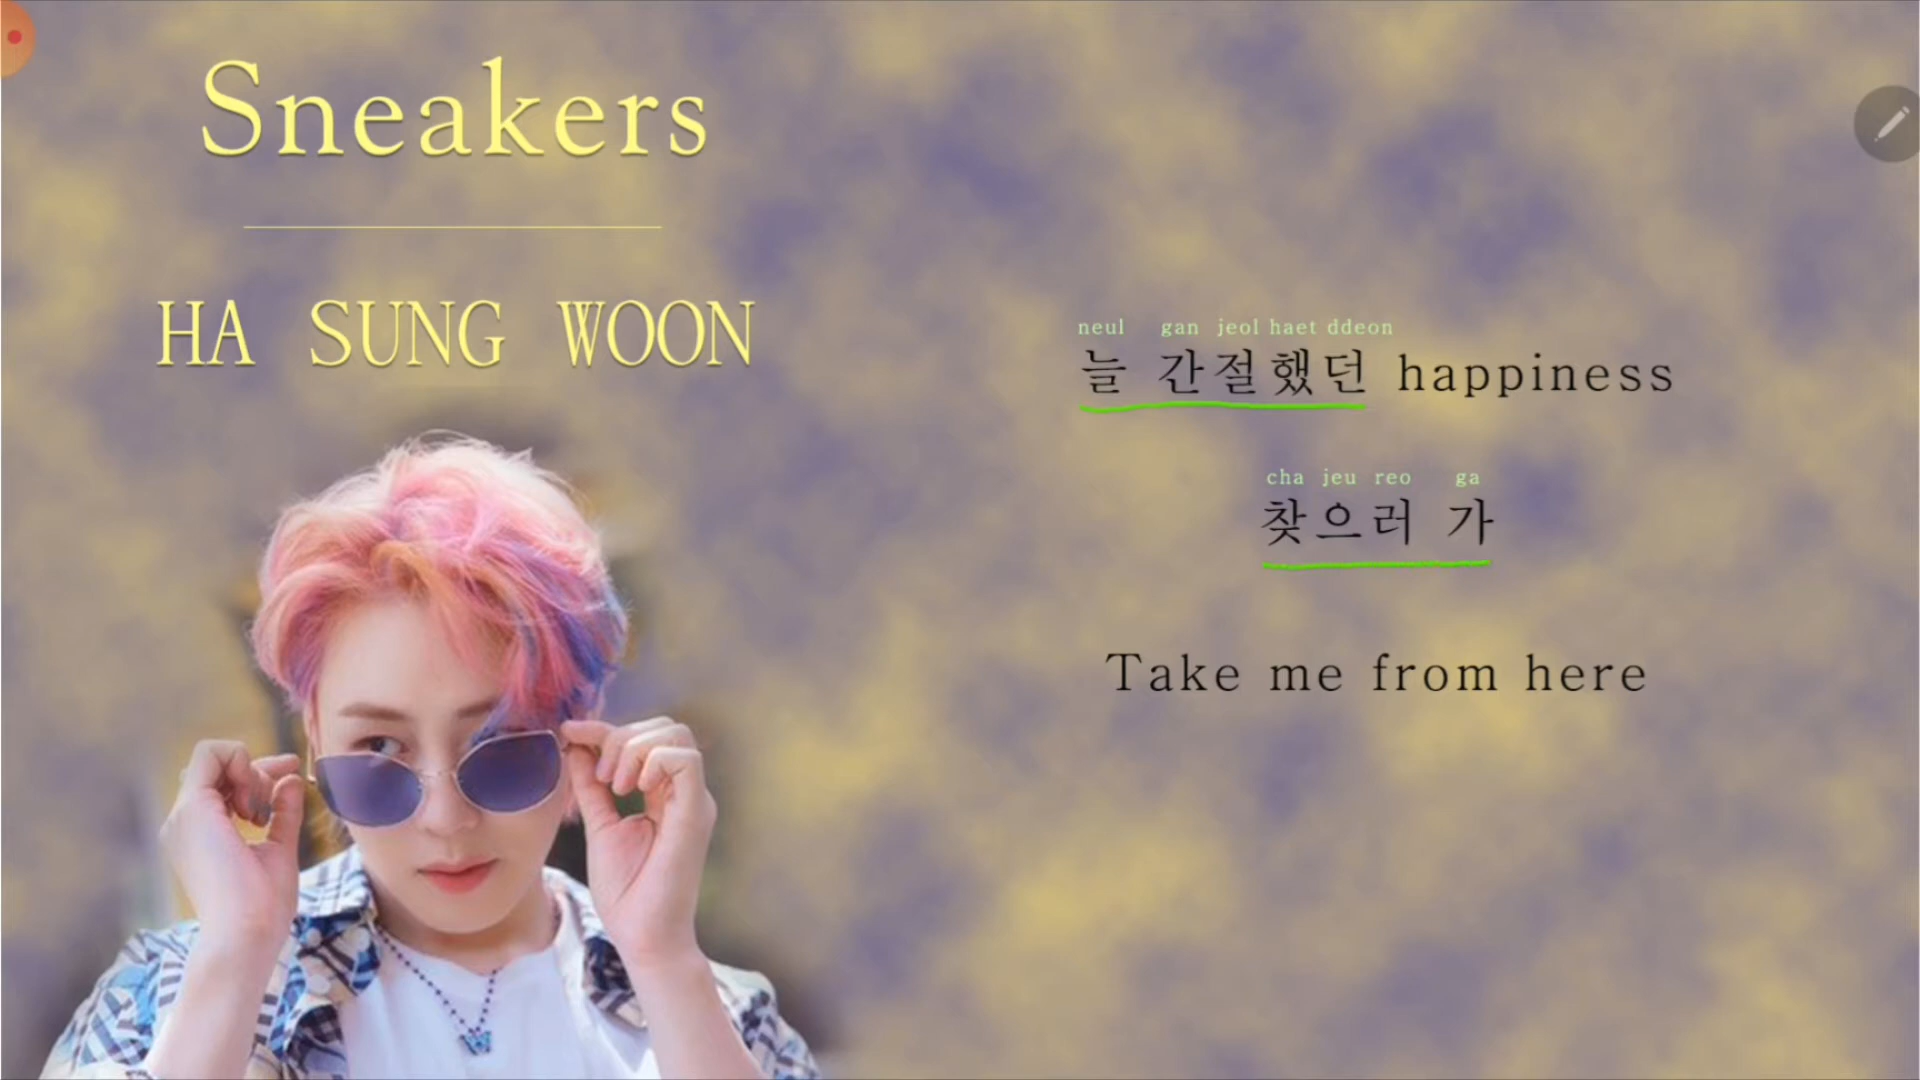 Sneakers
HA SUNG WOON
neul gan jeol haet ddeon
늘 간절했던 happiness
cha jeu reo ga
찾으러 가
Take me from here